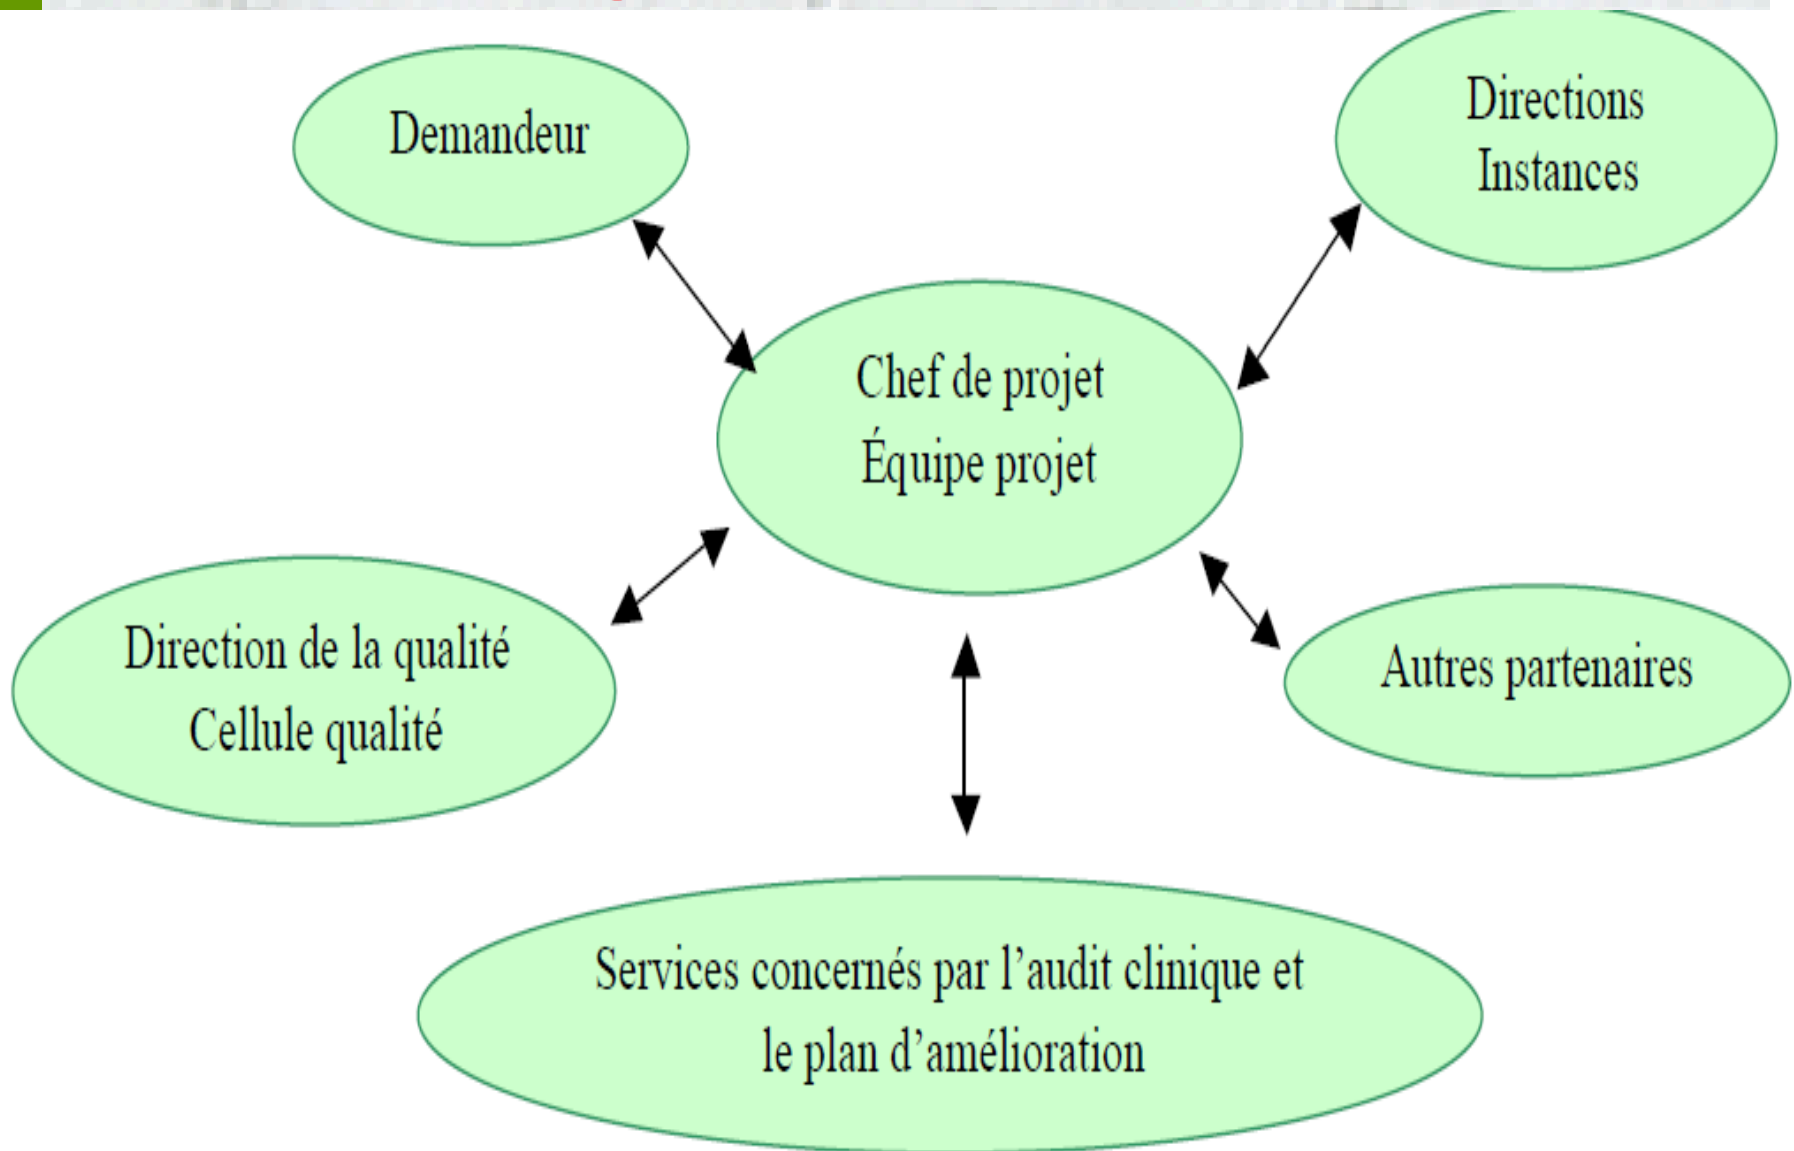 Demandeur
Directions
Instances
Chef de projet
Équipe projet
Direction de la qualité
Cellule qualité
Autres partenaires
Services concernés par l’audit clinique et
le plan d’amélioration